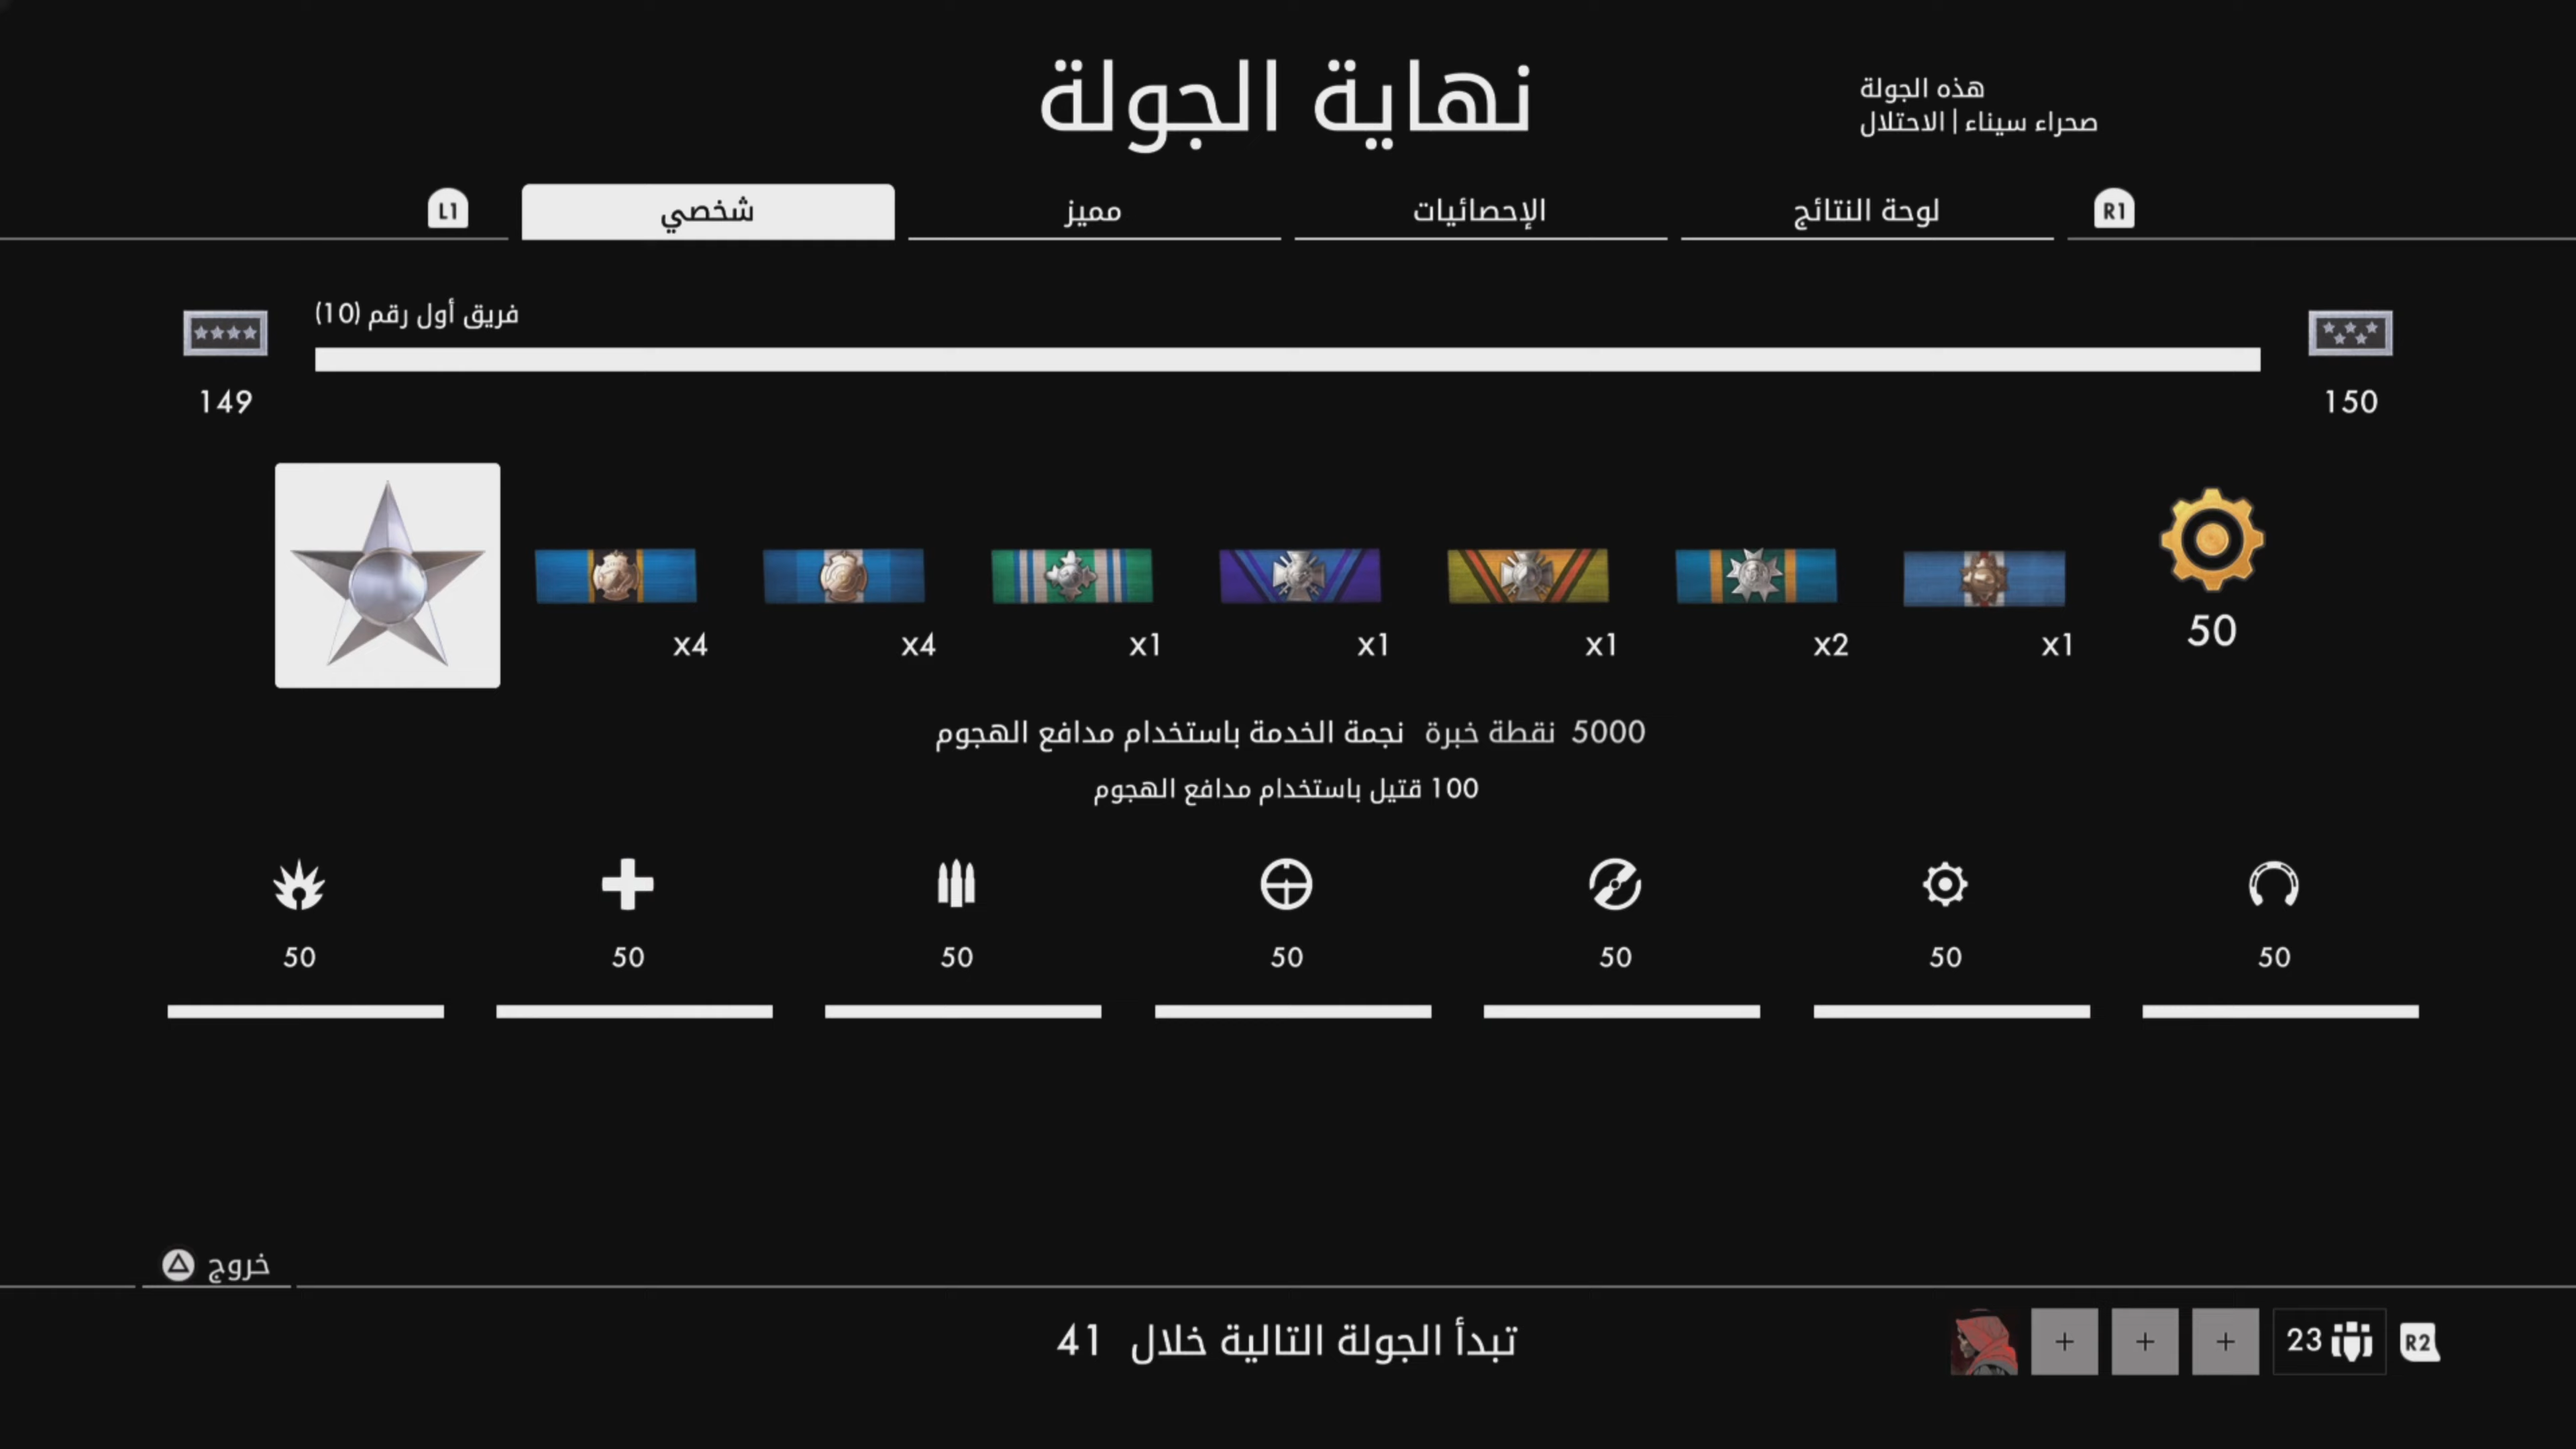 نهاية الجولة
هذه الجولة
صحراء سيناء | الاحتلال
L1
شخصي
مميز
الإحصائيات
لوحة النتائج
R1
فريق أول رقم (10)
149
150
x4
x4
x1
x1
x1
x2
x1
50
5000 نقطة خبرة نجمة الخدمة باستخدام مدافع الهجوم
100 قتيل باستخدام مدافع الهجوم
50
50
50
50
50
50
50
خروج
تبدأ الجولة التالية خلال 41
23
R2